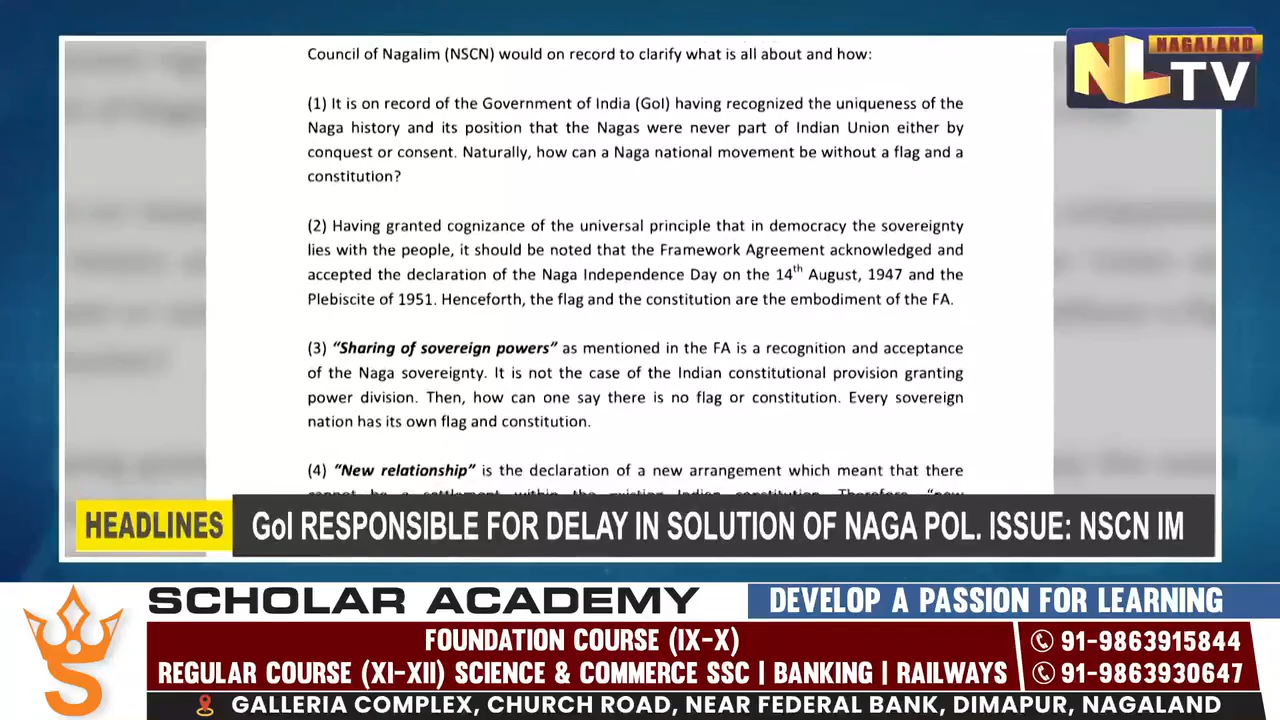 Council of Nagalim (NSCN) would on record to clarify what is all about and how:
NAGALAND
NLTV
(1) It is on record of the Government of India (GoI) having recognized the uniqueness of the
Naga history and its position that the Nagas were never part of Indian Union either by
conquest or consent. Naturally, how can a Naga national movement be without a flag and a
constitution?
(2) Having granted cognizance of the universal principle that in democracy the sovereignty
lies with the people, it should be noted that the Framework Agreement acknowledged and
accepted the declaration of the Naga Independence Day on the 14th August, 1947 and the
Plebiscite of 1951. Henceforth, the flag and the constitution are the embodiment of the FA.
(3) “Sharing of sovereign powers” as mentioned in the FA is a recognition and acceptance
of the Naga sovereignty. It is not the case of the Indian constitutional provision granting
power division. Then, how can one say there is no flag or constitution. Every sovereign
nation has its own flag and constitution.
(4) “New relationship” is the declaration of a new arrangement which meant that there
HEADLINES
GoI RESPONSIBLE FOR DELAY IN SOLUTION OF NAGA POL. ISSUE: NSCN IM
SCHOLAR ACADEMY
DEVELOP A PASSION FOR LEARNING
FOUNDATION COURSE (IX-X)
REGULAR COURSE (XI-XII) SCIENCE & COMMERCE SSC | BANKING | RAILWAYS
91-9863915844
91-9863930647
S
GALLERIA COMPLEX, CHURCH ROAD, NEAR FEDERAL BANK, DIMAPUR, NAGALAND